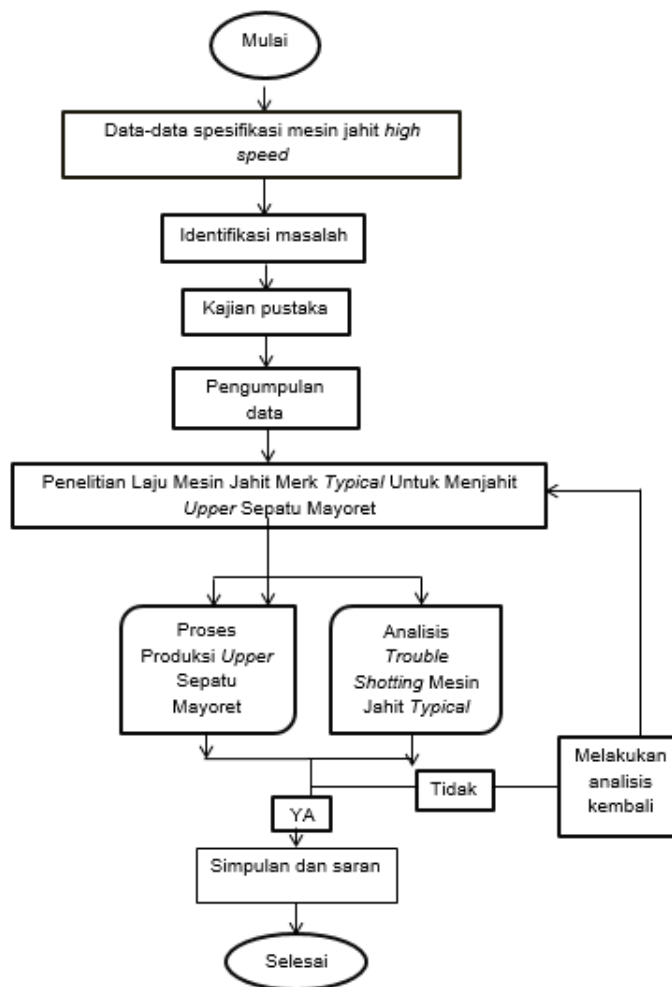 Mulai
Data-data spesifikasi mesin jahit high
speed
Identifikasi masalah
Kajian pustaka
Pengumpulan
data
Penelitian Laju Mesin Jahit Merk Typical Untuk Menjahit
Upper Sepatu Mayoret
Proses
Produksi Upper
Sepatu
Mayoret
Analisis
Trouble
Shotting Mesin
Jahit Typical
Melakukan
analisis
kembali
Tidak
YA
Simpulan dan saran
Selesai